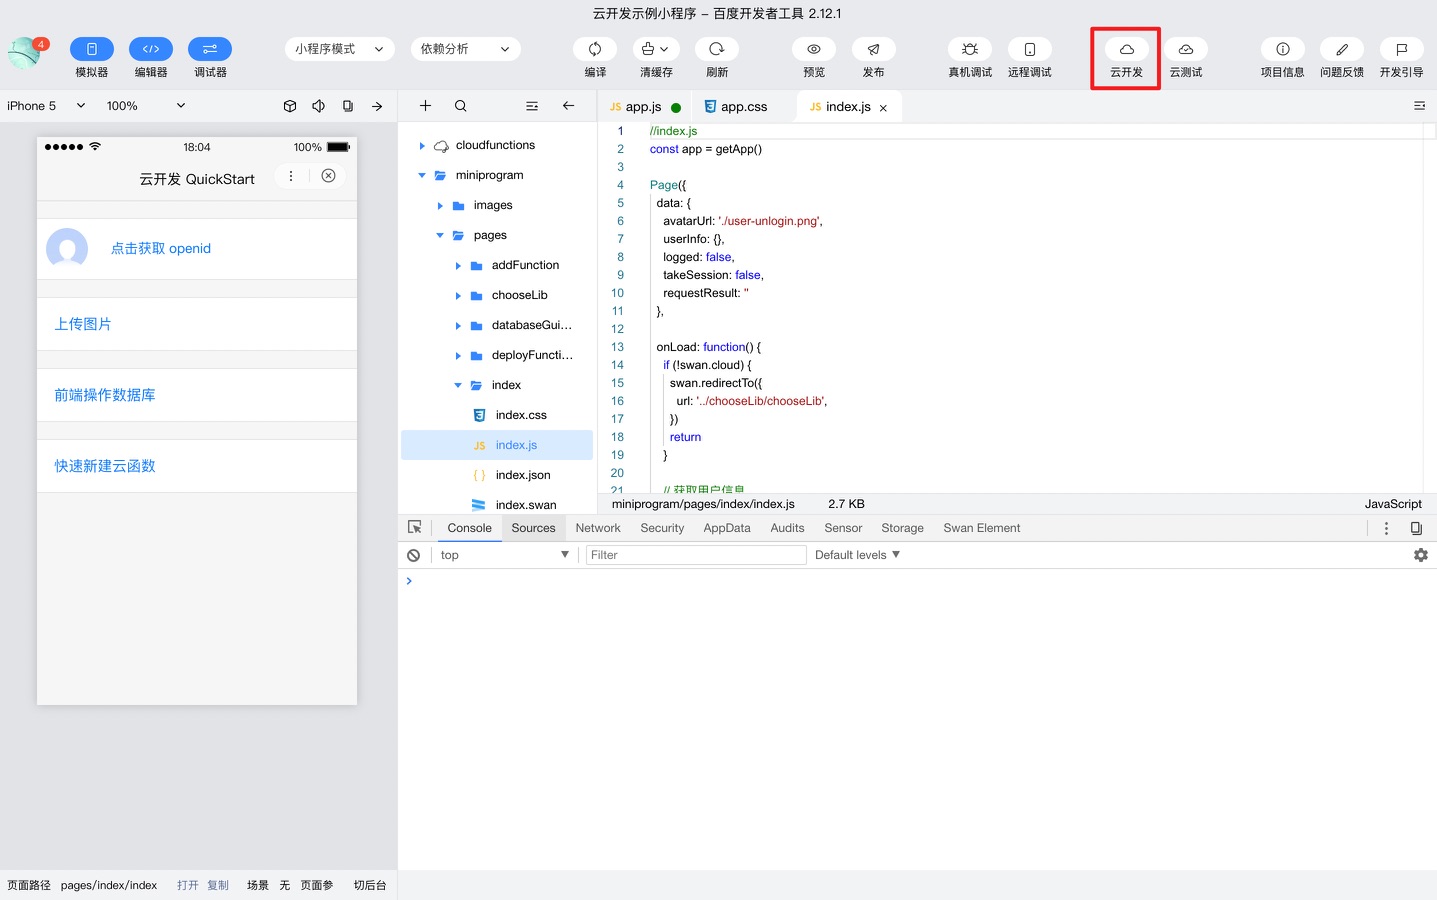 云开发示例小程序 – 百度开发者工具 2.12.1
4
模拟器 编辑器 调试器 小程序模式 依赖分析 编译 清缓存 刷新 预览 发布 真机调试 远程调试 云开发 云测试 项目信息 问题反馈 开发引导
iPhone 5 100%
18:04 100%
云开发 QuickStart
点击获取 openid
上传图片
前端操作数据库
快速新建云函数
页面路径 pages/index/index 打开 复制 场景 无 页面参 切后台
cloudfunctions
miniprogram
images
pages
addFunction
chooseLib
databaseGui...
deployFuncti...
index
index.css
JS index.js
{ } index.json
index.swan
JS app.js app.css JS index.js
1 //index.js
2 const app = getApp()
3
4 Page({
5 data: {
6 avatarUrl: './user-unlogin.png',
7 userInfo: {},
8 logged: false,
9 takeSession: false,
10 requestResult: ''
11 },
12
13 onLoad: function() {
14 if (!swan.cloud) {
15 swan.redirectTo({
16 url: '../chooseLib/chooseLib',
17 })
18 return
19 }
20
21 // 获取用户信息
miniprogram/pages/index/index.js 2.7 KB JavaScript
Console Sources Network Security AppData Audits Sensor Storage Swan Element
top Filter Default levels